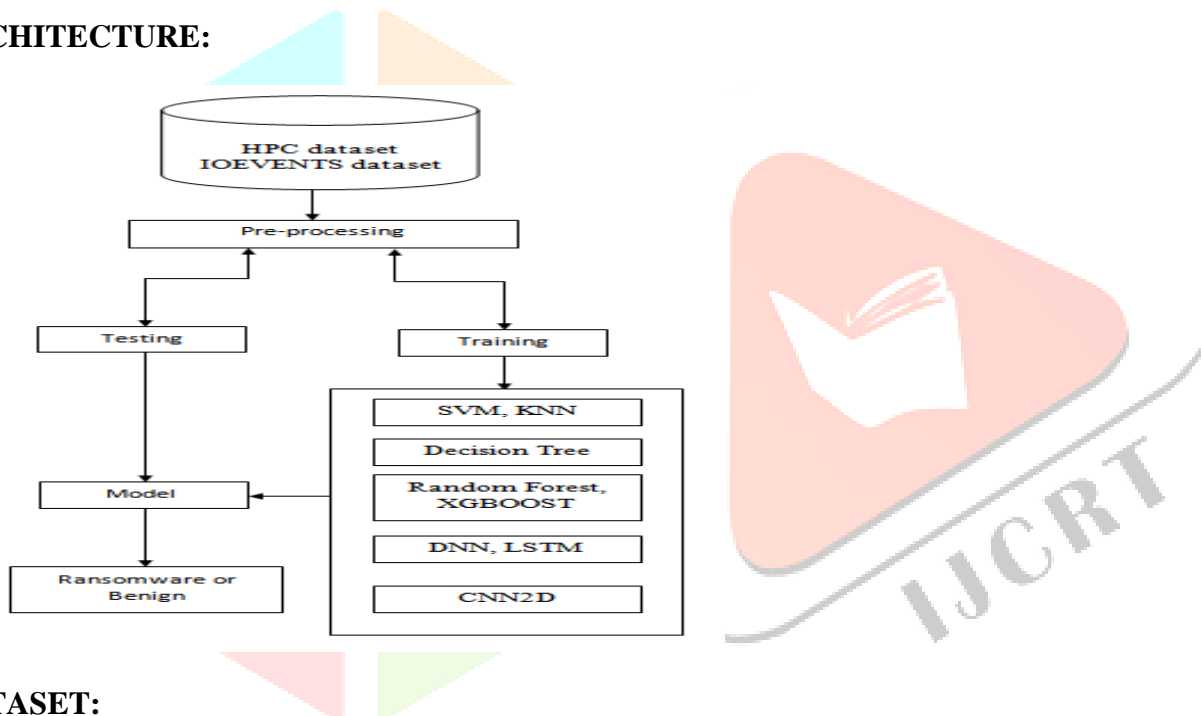 CHITECTURE:
HPC dataset
IOEVENTS dataset
Pre-processing
Testing
Training
SVM, KNN
Decision Tree
Model
Random Forest,
XGBOOST
DNN, LSTM
Ransomware or
Benign
CNN2D
IJCRT
TASET: